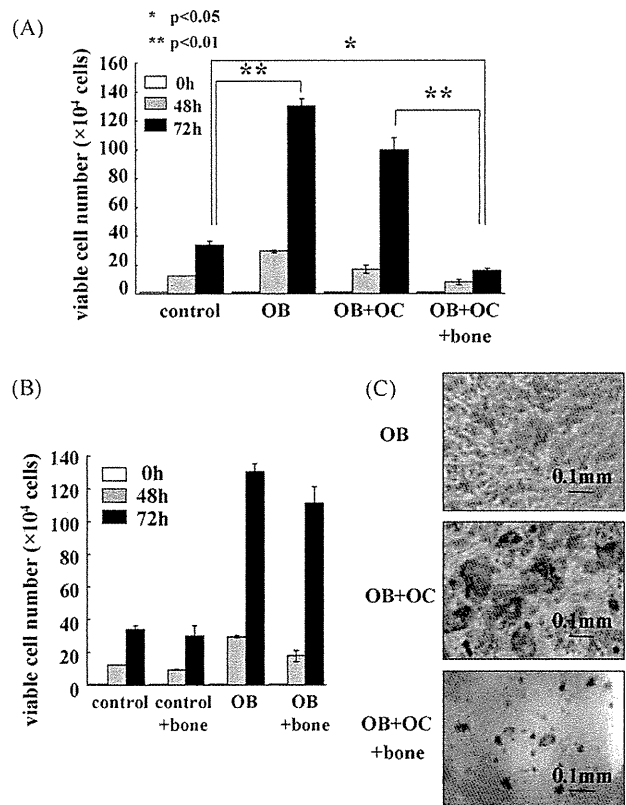 (A)
* p<0.05
** p<0.01
viable cell number (×10⁴ cells)
160
140
120
100
80
60
40
20
0
0h
48h
72h
*
**
**
control OB OB+OC OB+OC
+bone
(B)
viable cell number (×10⁴ cells)
140
120
100
80
60
40
20
0
0h
48h
72h
control control OB OB
+bone +bone
(C)
OB
0.1mm
OB+OC
0.1mm
OB+OC
+bone
0.1mm